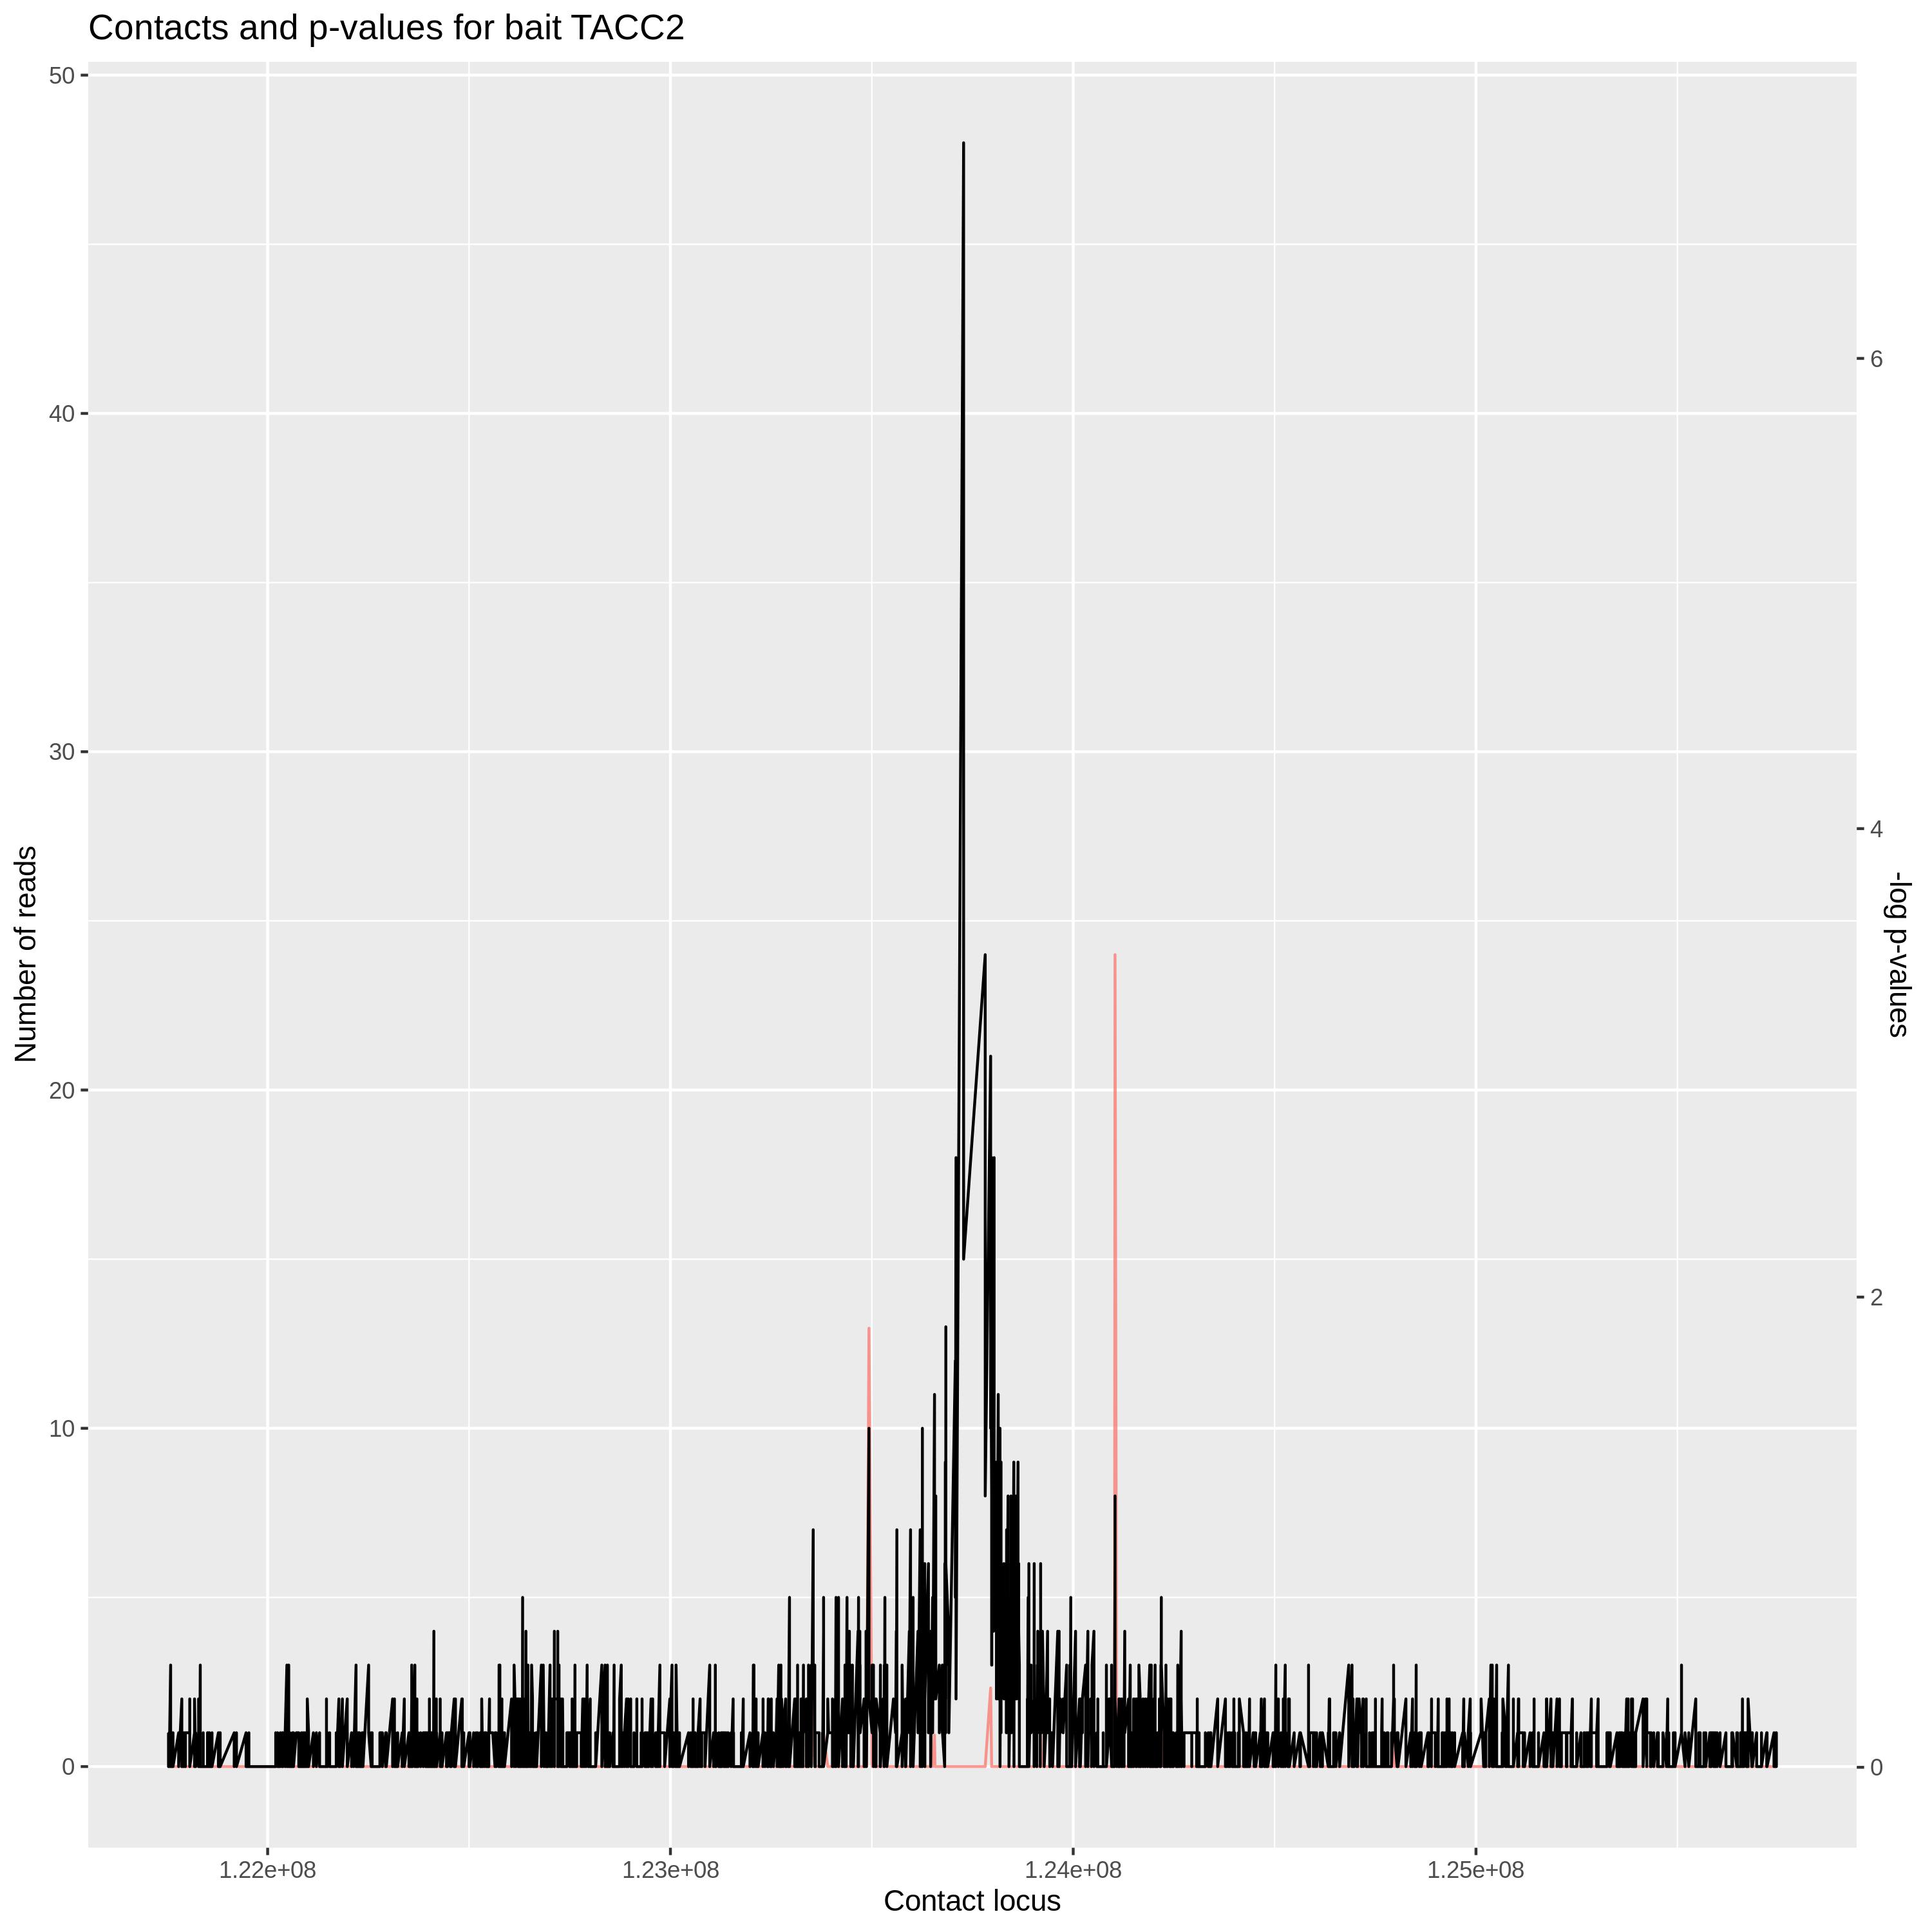 Contacts and p-values for bait TACC2
50
40
30
20
10
0
Number of reads
6
4
2
0
-log p-values
1.22e+08
1.23e+08
1.24e+08
1.25e+08
Contact locus